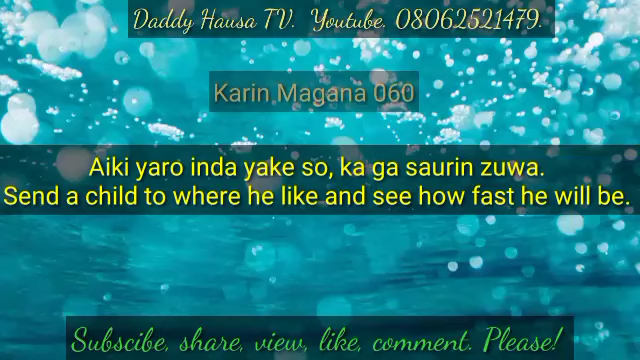 Daddy Hausa TV. Youtube. 08062521479.
Karin Magana 060
Aiki yaro inda yake so, ka ga saurin zuwa.
Send a child to where he like and see how fast he will be.
Subscibe, share, view, like, comment. Please!